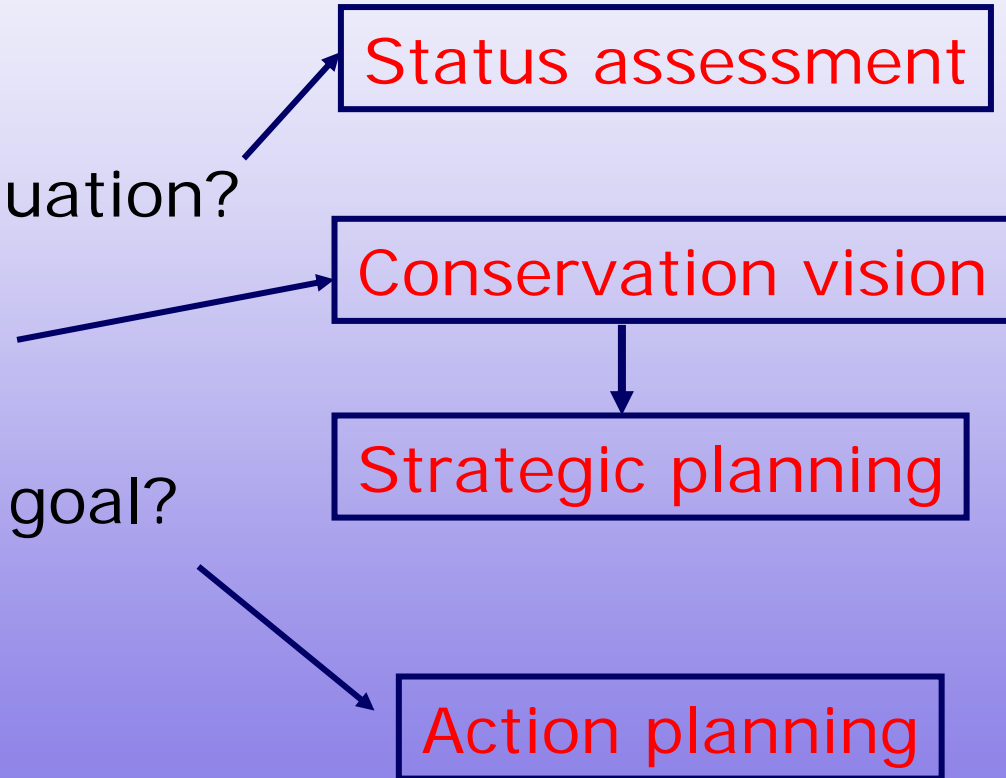 Status assessment
uation?
Conservation vision
Strategic planning
goal?
Action planning